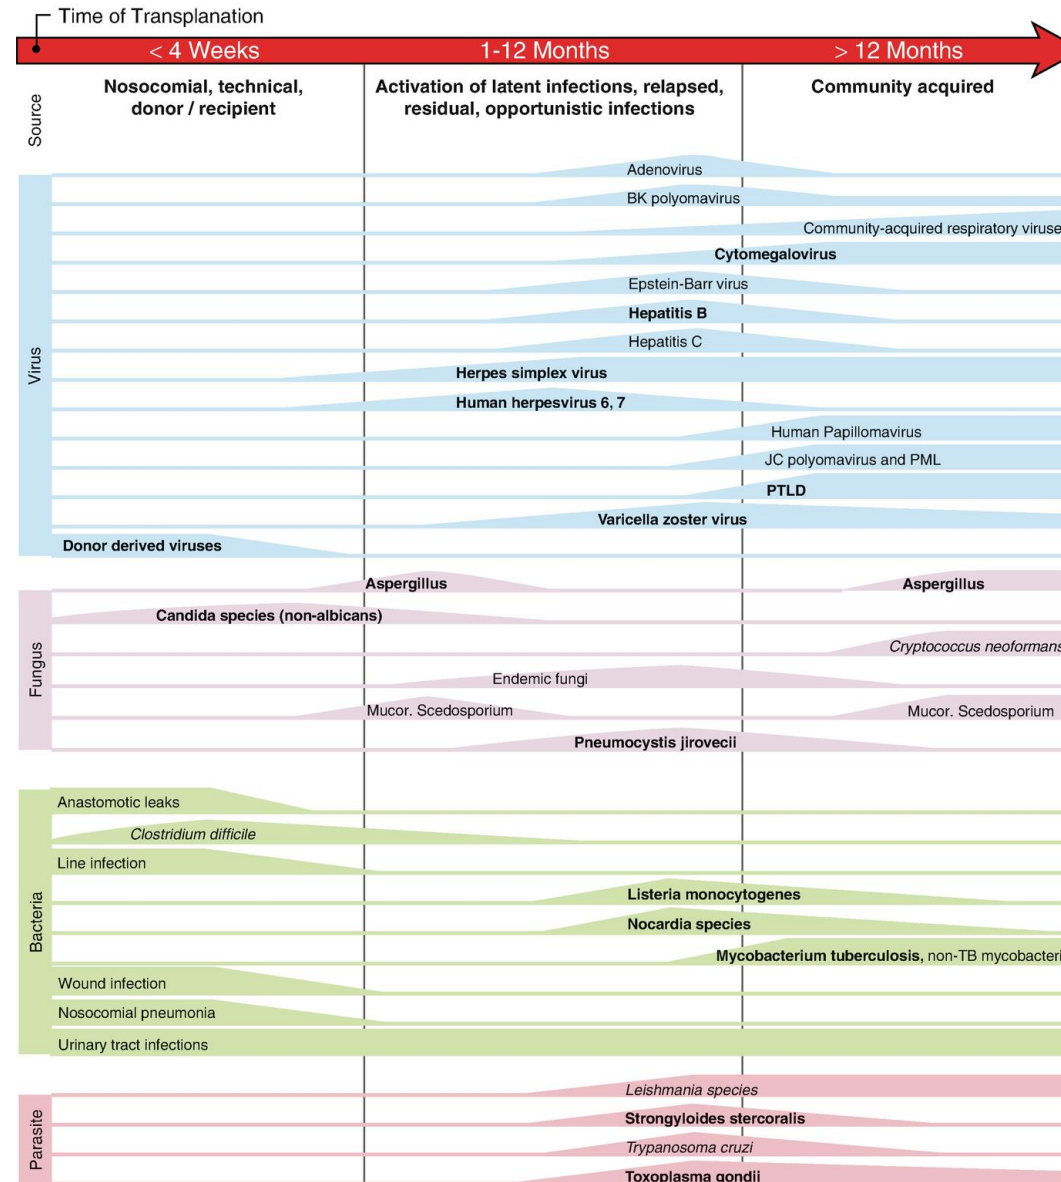 Time of Transplanation
< 4 Weeks
1-12 Months
> 12 Months
Source
Nosocomial, technical,
donor / recipient
Activation of latent infections, relapsed,
residual, opportunistic infections
Community acquired
Virus
Adenovirus
BK polyomavirus
Community-acquired respiratory viruse
Cytomegalovirus
Epstein-Barr virus
Hepatitis B
Hepatitis C
Herpes simplex virus
Human herpesvirus 6, 7
Human Papillomavirus
JC polyomavirus and PML
PTLD
Varicella zoster virus
Donor derived viruses
Fungus
Aspergillus
Aspergillus
Candida species (non-albicans)
Cryptococcus neoformans
Endemic fungi
Mucor. Scedosporium
Mucor. Scedosporium
Pneumocystis jirovecii
Bacteria
Anastomotic leaks
Clostridium difficile
Line infection
Listeria monocytogenes
Nocardia species
Mycobacterium tuberculosis, non-TB mycobacteri
Wound infection
Nosocomial pneumonia
Urinary tract infections
Parasite
Leishmania species
Strongyloides stercoralis
Trypanosoma cruzi
Toxoplasma gondii